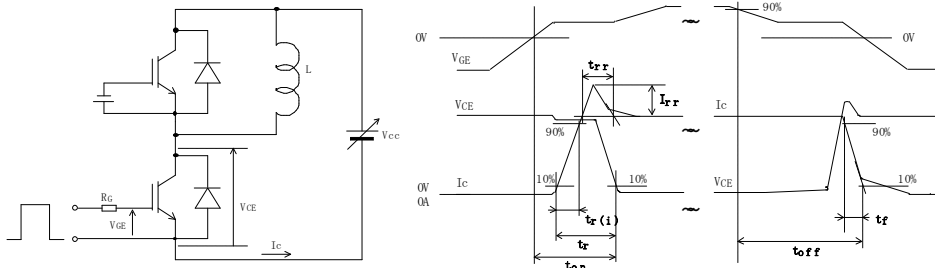 L
Vcc
RG
VGE
VCE
Ic
0V
VGE
VCE
Ic
0V
0A
90%
10%
10%
trr
Irr
tr(i)
tr
ton
~
~
~
90%
0V
Ic
90%
VCE
10%
tf
toff